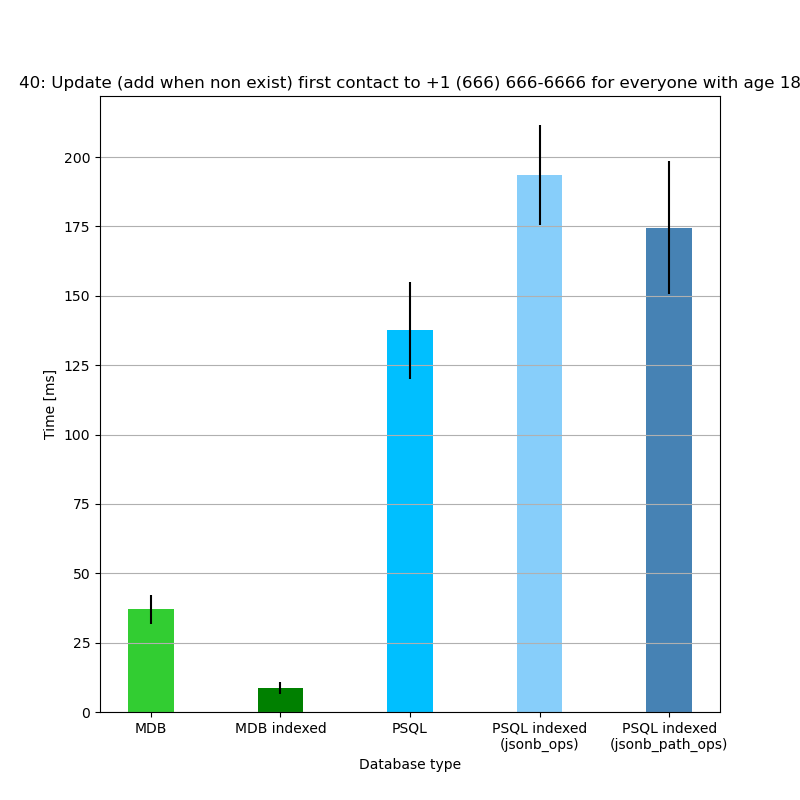 40: Update (add when non exist) first contact to +1 (666) 666-6666 for everyone with age 18
Time [ms]
200
175
150
125
100
75
50
25
0
MDB
MDB indexed
PSQL
PSQL indexed
(jsonb_ops)
PSQL indexed
(jsonb_path_ops)
Database type